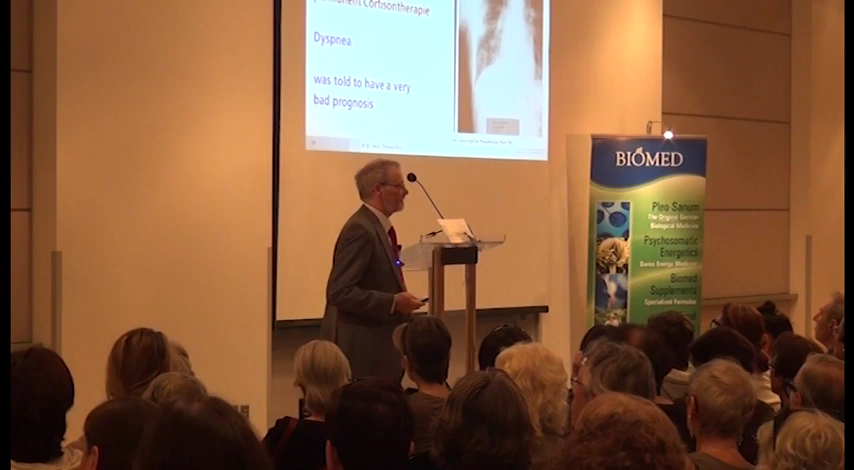 permanent Cortisontherapie
Dyspnea
was told to have a very
bad prognosis
BIOMED
Pleo Sanum
The Original German
Biological Medicine
Psychosomatic
Energetics
Swiss Energy Medicine
Biomed
Supplements
Specialized Formulas